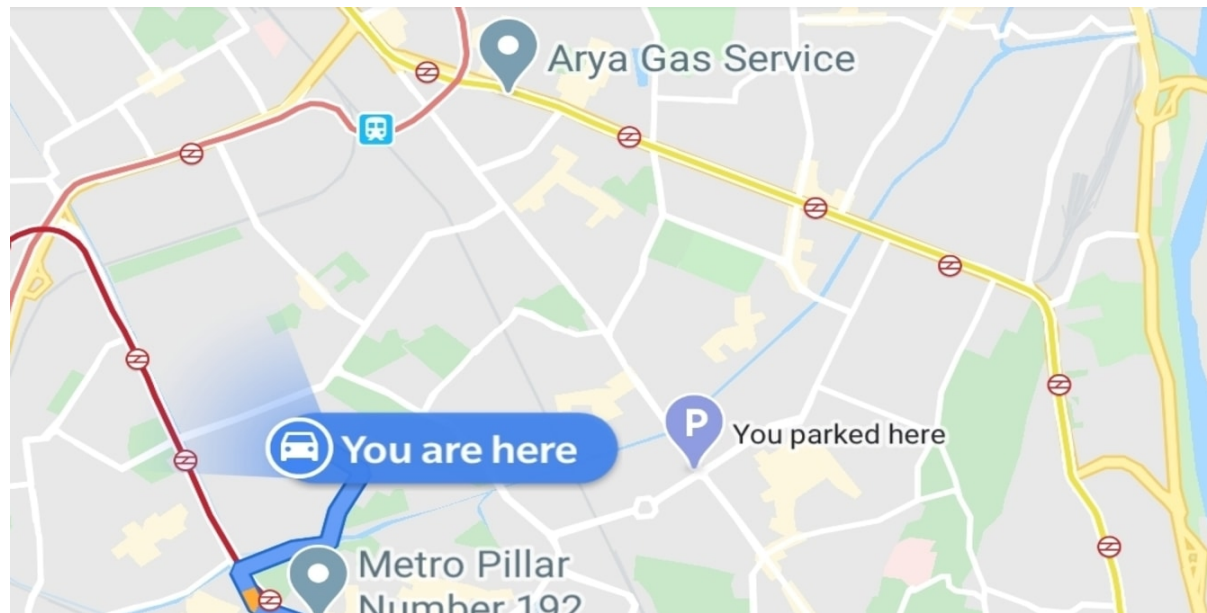 Arya Gas Service
You are here
P
You parked here
Metro Pillar
Number 192